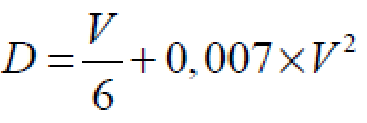 D = V/6 + 0,007 × V²